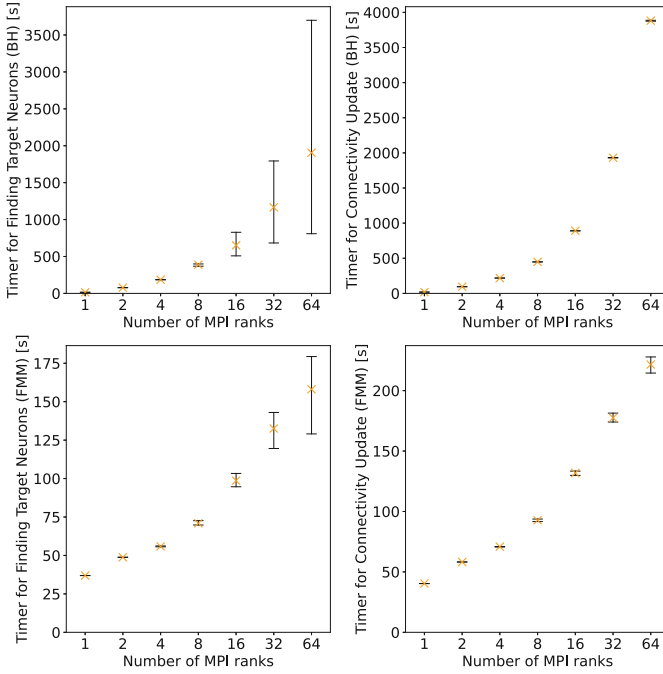 Timer for Finding Target Neurons (BH) [s]
3500
3000
2500
2000
1500
1000
500
0
1 2 4 8 16 32 64
Number of MPI ranks
Timer for Connectivity Update (BH) [s]
4000
3000
2000
1000
0
1 2 4 8 16 32 64
Number of MPI ranks
Timer for Finding Target Neurons (FMM) [s]
175
150
125
100
75
50
25
0
1 2 4 8 16 32 64
Number of MPI ranks
Timer for Connectivity Update (FMM) [s]
200
150
100
50
0
1 2 4 8 16 32 64
Number of MPI ranks